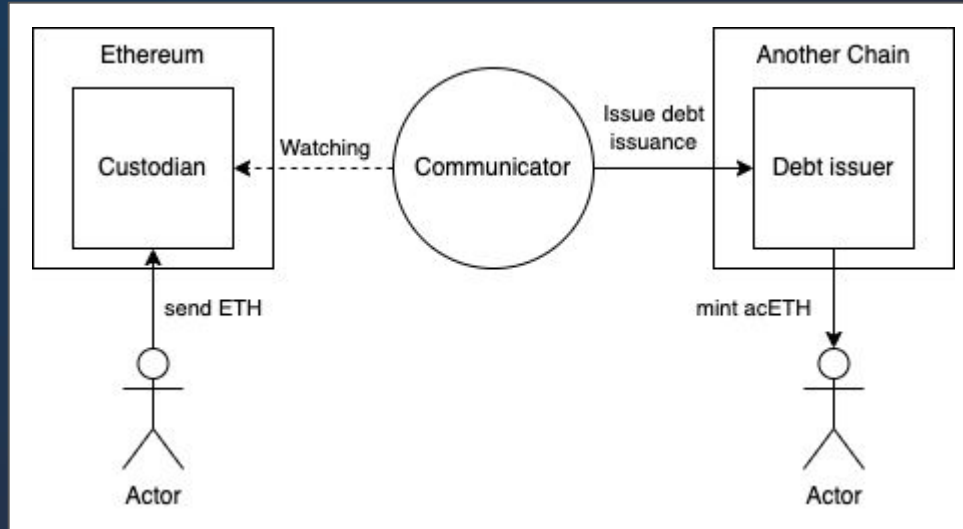 Ethereum
Another Chain
Custodian
Watching
Communicator
Issue debt
issuance
Debt issuer
send ETH
mint acETH
Actor
Actor